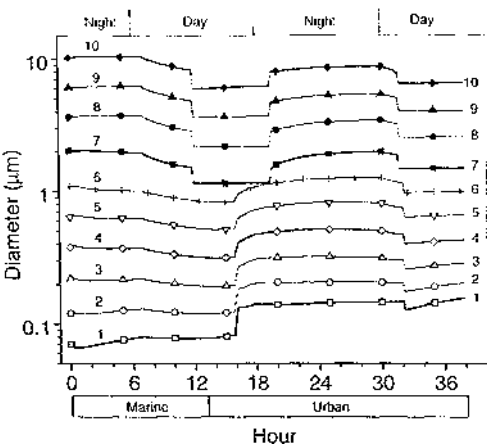 Night Day Night Day
10
10 10
9 9
8 8
7 7
6 6
1
5 5
4 4
3 3
2 2
1 1
0.1
Diameter (μm)
0 6 12 18 24 30 36
Marine Urban
Hour